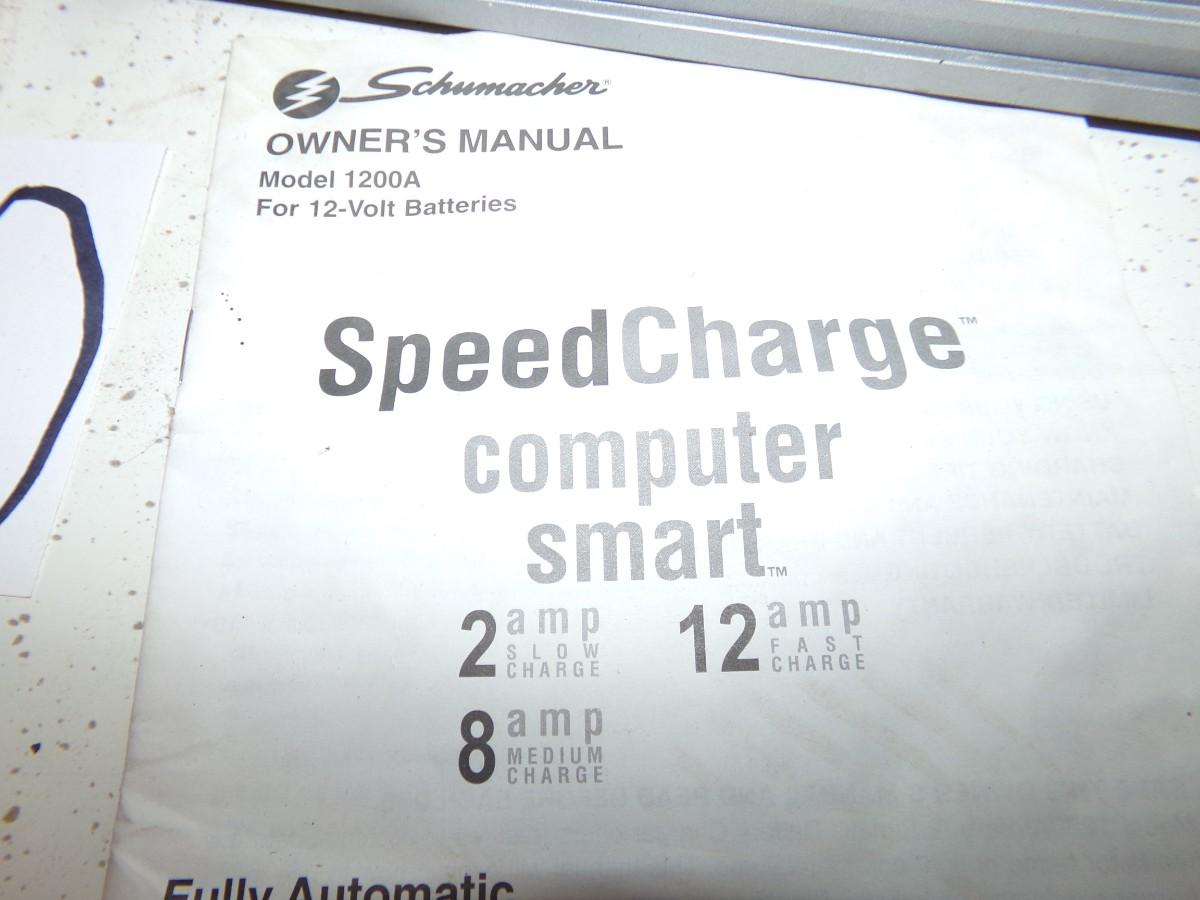 Schumacher®
OWNER'S MANUAL
Model 1200A
For 12-Volt Batteries
SpeedCharge™
computer
smart™
2 amp SLOW CHARGE
12 amp FAST CHARGE
8 amp MEDIUM CHARGE
Fully Automatic